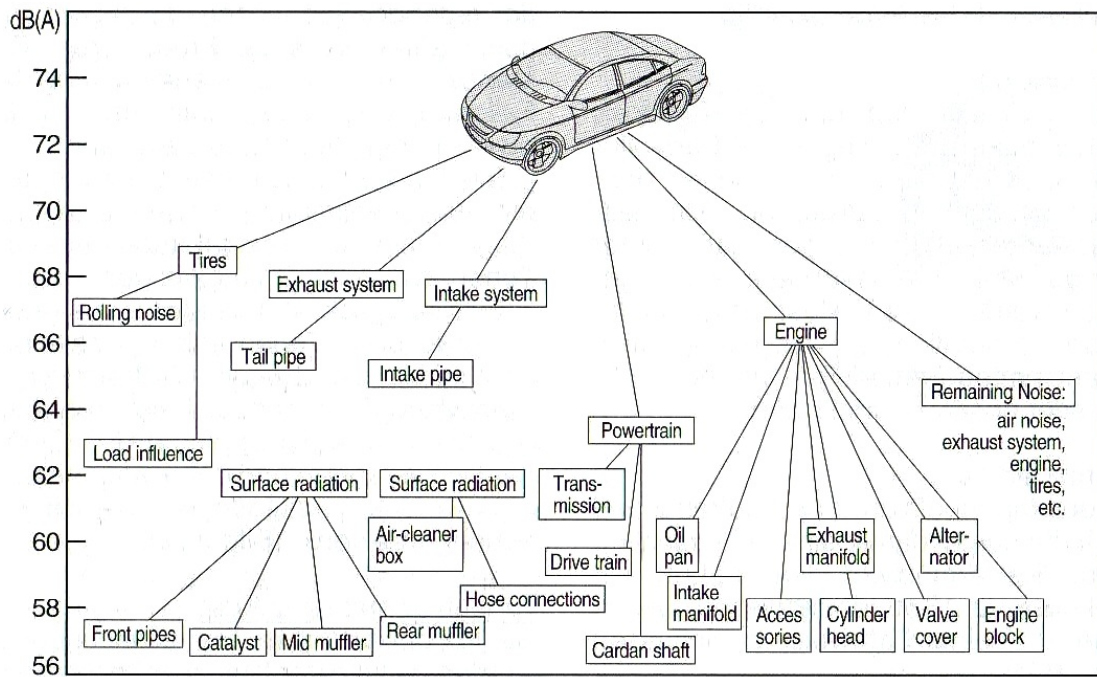 dB(A)
74
72
70
68
66
64
62
60
58
56
Tires
Rolling noise
Load influence
Exhaust system
Tail pipe
Surface radiation
Front pipes
Catalyst
Mid muffler
Rear muffler
Intake system
Intake pipe
Surface radiation
Air-cleaner
box
Hose connections
Powertrain
Trans-
mission
Drive train
Cardan shaft
Engine
Oil
pan
Intake
manifold
Acces
sories
Exhaust
manifold
Cylinder
head
Valve
cover
Alter-
nator
Engine
block
Remaining Noise:
air noise,
exhaust system,
engine,
tires,
etc.